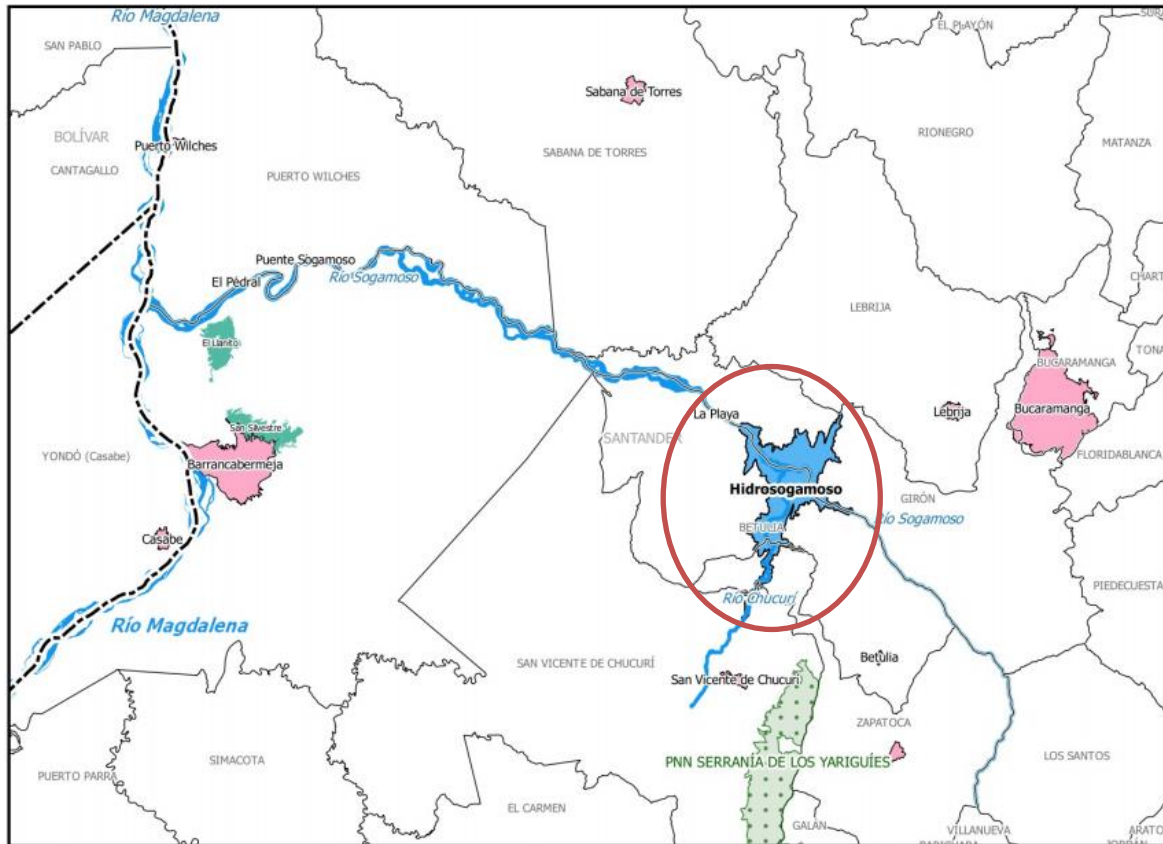 Río Magdalena
SAN PABLO
EL PLAYÓN
Sabana de Torres
BOLÍVAR
Puerto Wilches
CANTAGALLO
PUERTO WILCHES
SABANA DE TORRES
RIONEGRO
MATANZA
Puente Sogamoso
El Pédral
Río Sogamoso
CHART
LEBRIJA
El Llanito
TONA
BUCARAMANGA
La Playa
Lebrija
Bucaramanga
San Silvestre
SANTANDER
YONDÓ (Casabe)
Barrancabermeja
FLORIDABLANCA
Hidrosogamoso
GIRÓN
Río Sogamoso
BETULIA
Casabe
PIEDECUESTA
Río Chucurí
Río Magdalena
SAN VICENTE DE CHUCURÍ
Betulia
San Vicente de Chucurí
ZAPATOCA
SIMACOTA
PNN SERRANÍA DE LOS YARIGUÍES
LOS SANTOS
PUERTO PARRA
EL CARMEN
GALÁN
VILLANUEVA
ARATO